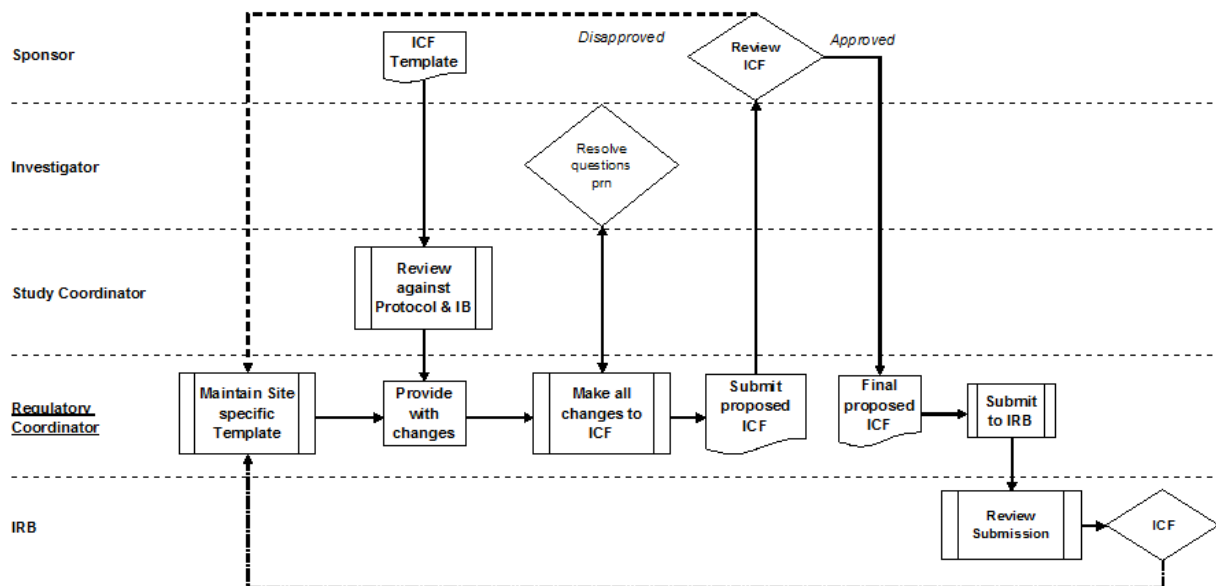 Sponsor
ICF
Template
Disapproved
Review
ICF
Approved
Investigator
Resolve
questions
prn
Study Coordinator
Review
against
Protocol & IB
Regulatory
Coordinator
Maintain Site
specific
Template
Provide
with
changes
Make all
changes to
ICF
Submit
proposed
ICF
Final
proposed
ICF
Submit
to IRB
IRB
Review
Submission
ICF